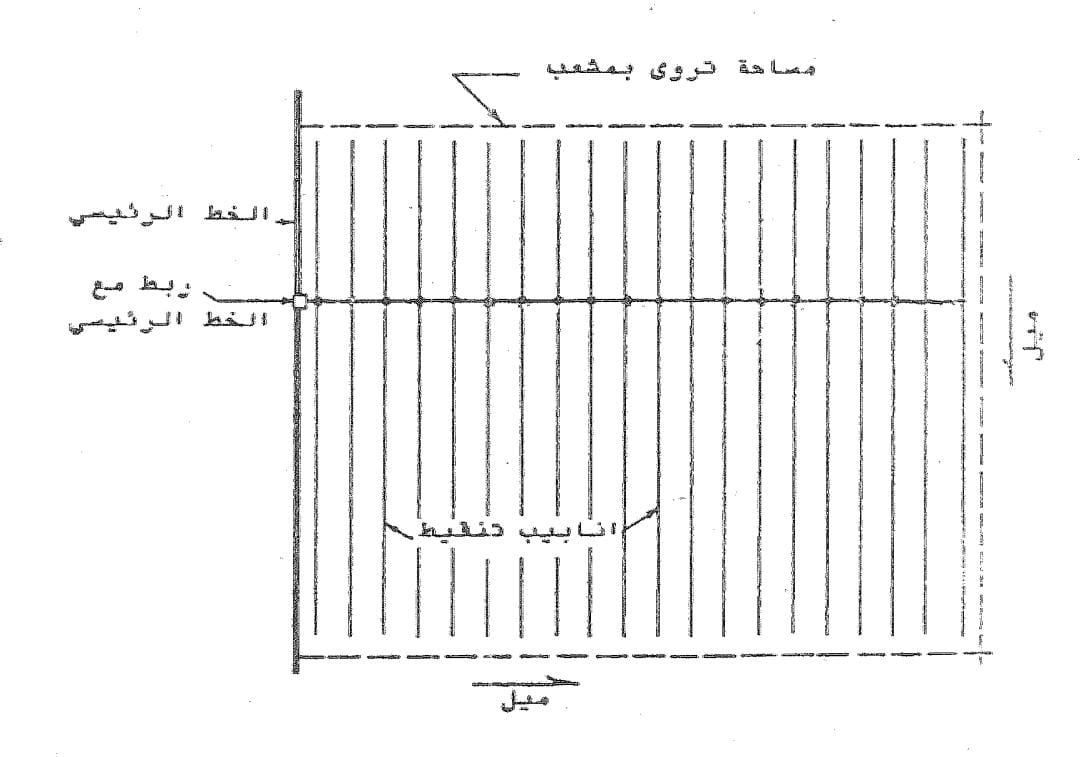 مساحة تروى بمشعب
الخط الرئيسي
ربط مع
الخط الرئيسي
ميل
انابيب تنقيط
ميل